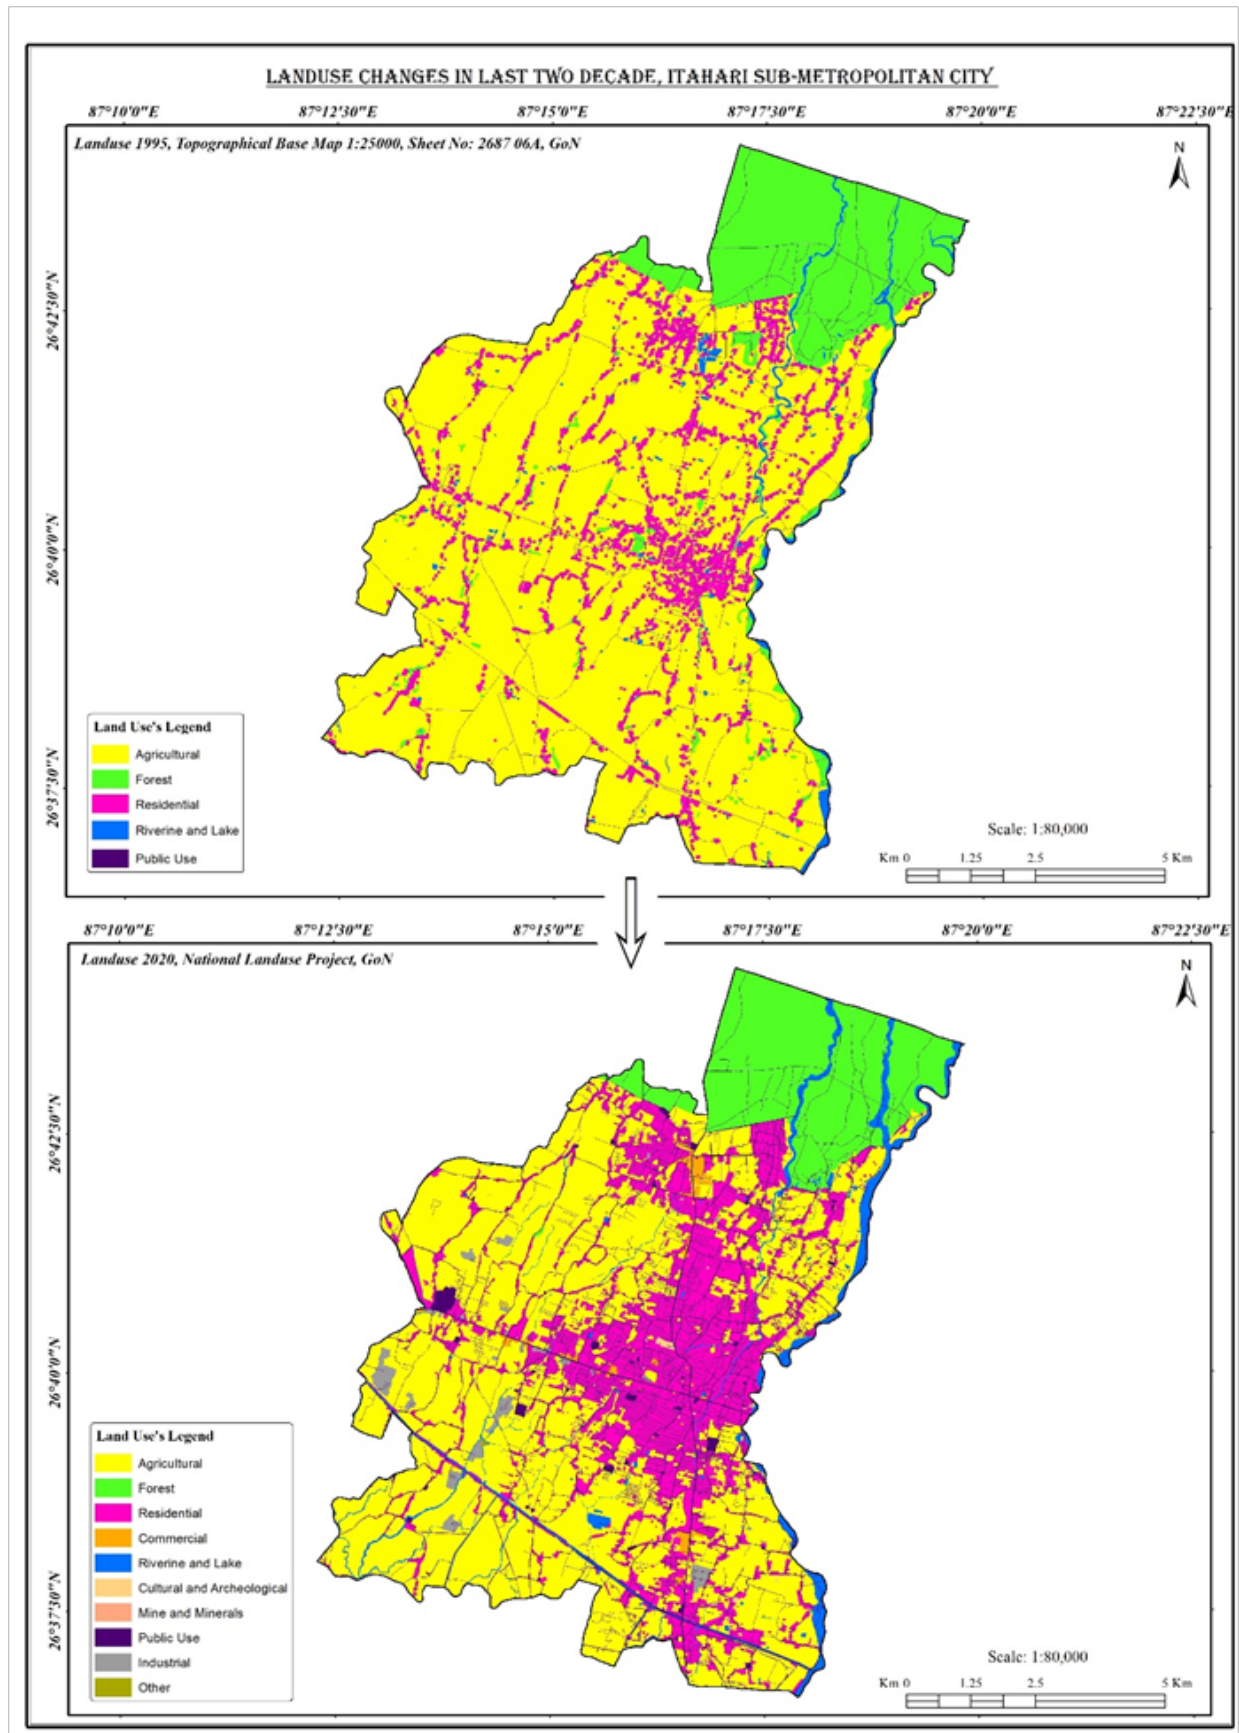 LANDUSE CHANGES IN LAST TWO DECADE, ITAHARI SUB-METROPOLITAN CITY
87°10'0"E 87°12'30"E 87°15'0"E 87°17'30"E 87°20'0"E 87°22'30"E
Landuse 1995, Topographical Base Map 1:25000, Sheet No: 2687 06A, GoN
N
26°42'30"N
26°40'0"N
26°37'30"N
Land Use's Legend
Agricultural
Forest
Residential
Riverine and Lake
Public Use
Scale: 1:80,000
Km 0 1.25 2.5 5 Km
87°10'0"E 87°12'30"E 87°15'0"E 87°17'30"E 87°20'0"E 87°22'30"E
Landuse 2020, National Landuse Project, GoN
N
26°42'30"N
26°40'0"N
26°37'30"N
Land Use's Legend
Agricultural
Forest
Residential
Commercial
Riverine and Lake
Cultural and Archeological
Mine and Minerals
Public Use
Industrial
Other
Scale: 1:80,000
Km 0 1.25 2.5 5 Km